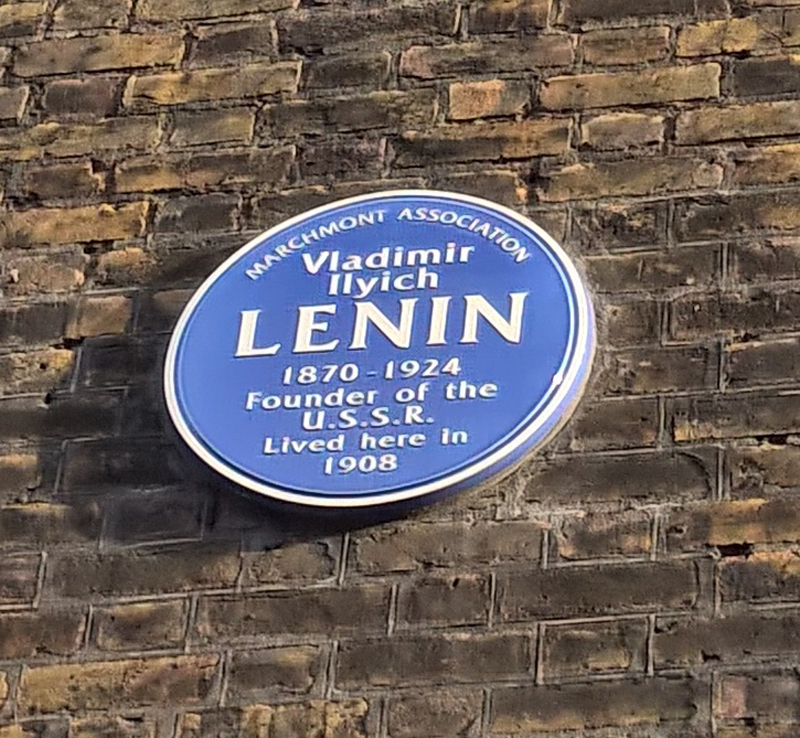 MARCHMONT ASSOCIATION
Vladimir
Ilyich
LENIN
1870 - 1924
Founder of the
U.S.S.R.
Lived here in
1908